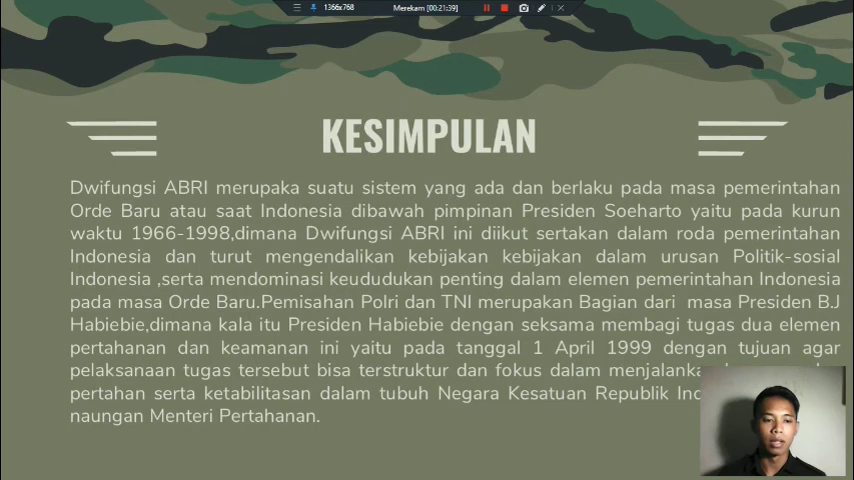 1366x768
Merekam [00:21:39]
KESIMPULAN
Dwifungsi ABRI merupaka suatu sistem yang ada dan berlaku pada masa pemerintahan
Orde Baru atau saat Indonesia dibawah pimpinan Presiden Soeharto yaitu pada kurun
waktu 1966-1998,dimana Dwifungsi ABRI ini diikut sertakan dalam roda pemerintahan
Indonesia dan turut mengendalikan kebijakan kebijakan dalam urusan Politik-sosial
Indonesia ,serta mendominasi keududukan penting dalam elemen pemerintahan Indonesia
pada masa Orde Baru.Pemisahan Polri dan TNI merupakan Bagian dari masa Presiden B.J
Habiebie,dimana kala itu Presiden Habiebie dengan seksama membagi tugas dua elemen
pertahanan dan keamanan ini yaitu pada tanggal 1 April 1999 dengan tujuan agar
pelaksanaan tugas tersebut bisa terstruktur dan fokus dalam
pertahan serta ketabilitasan dalam tubuh Negara Kesatuan Republik
naungan Menteri Pertahanan.